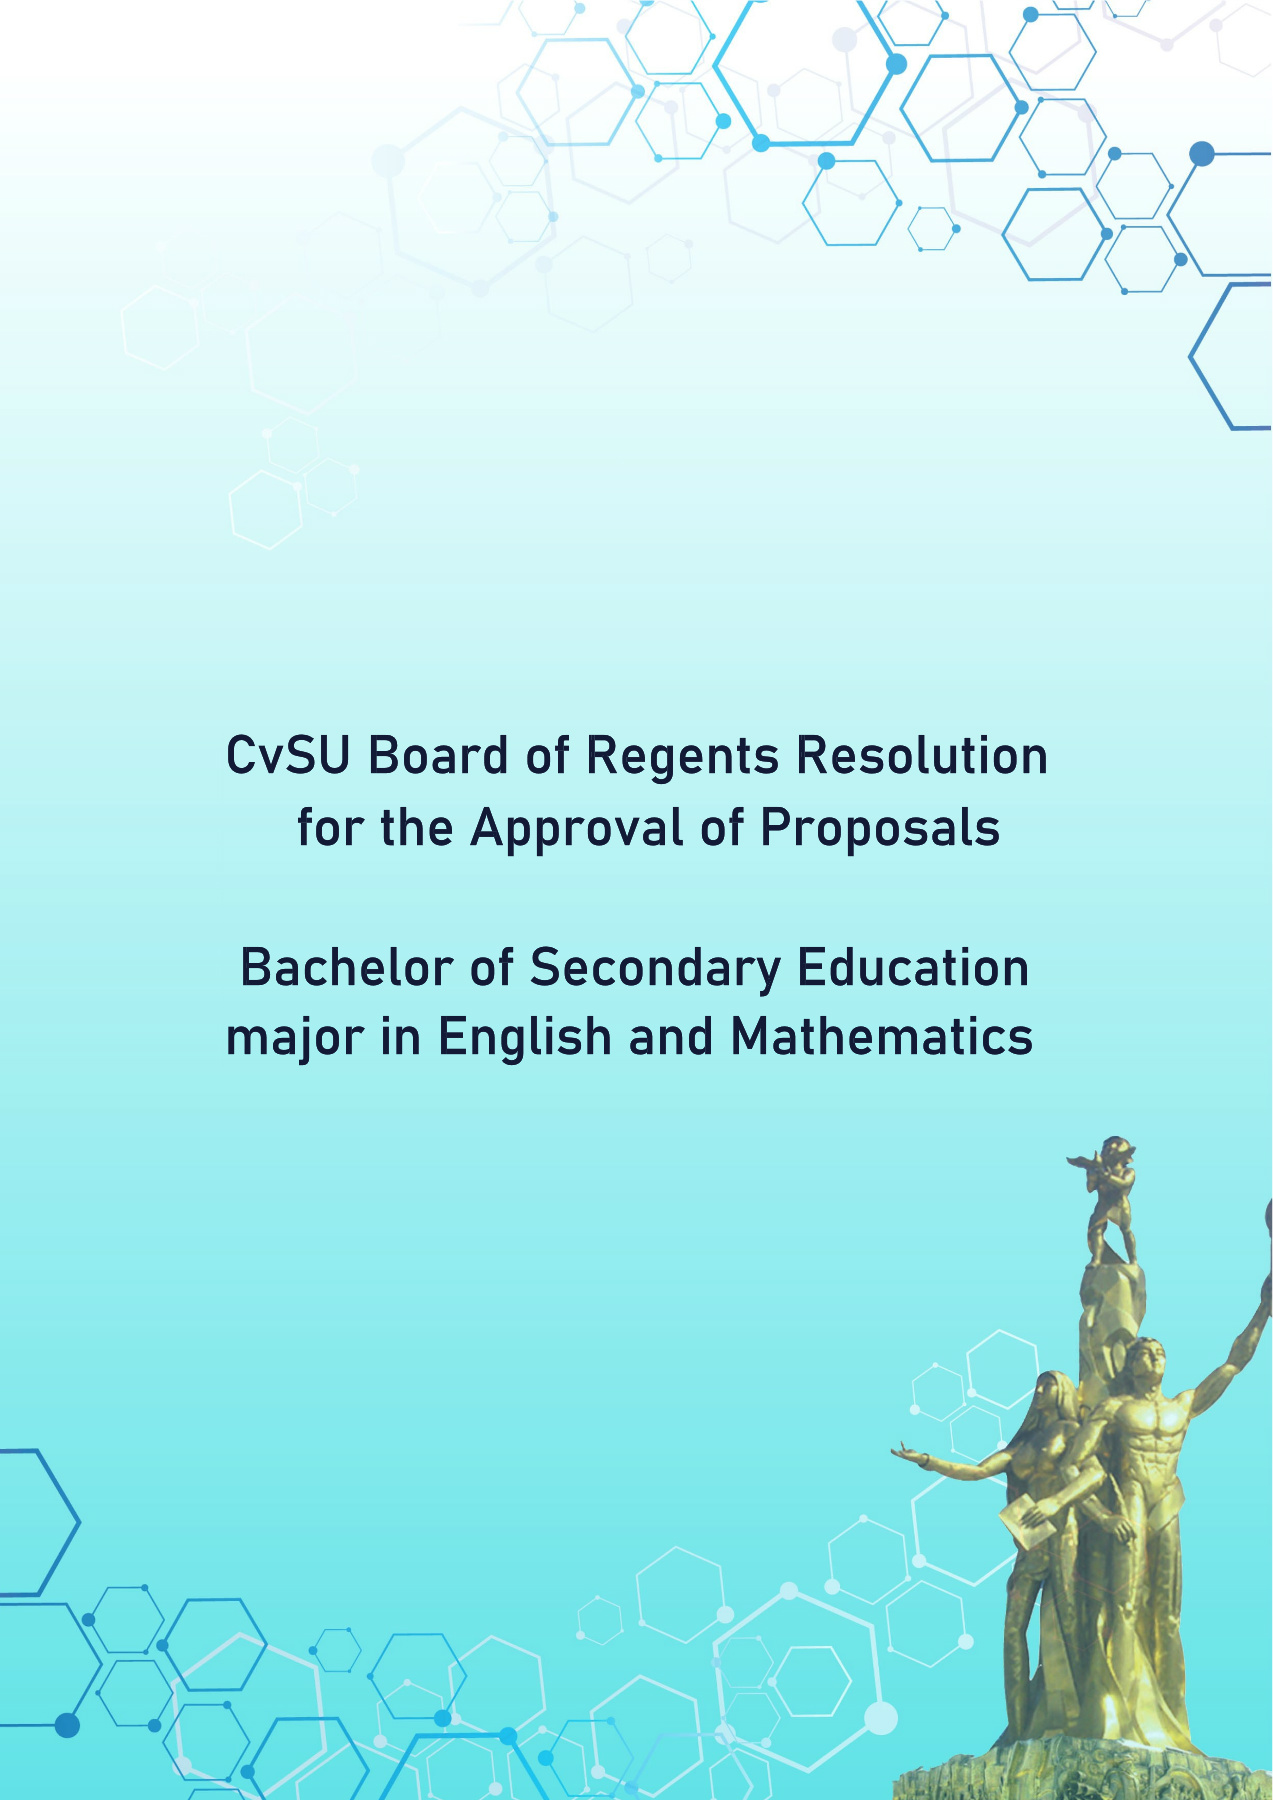 CvSU Board of Regents Resolution
for the Approval of Proposals
Bachelor of Secondary Education
major in English and Mathematics